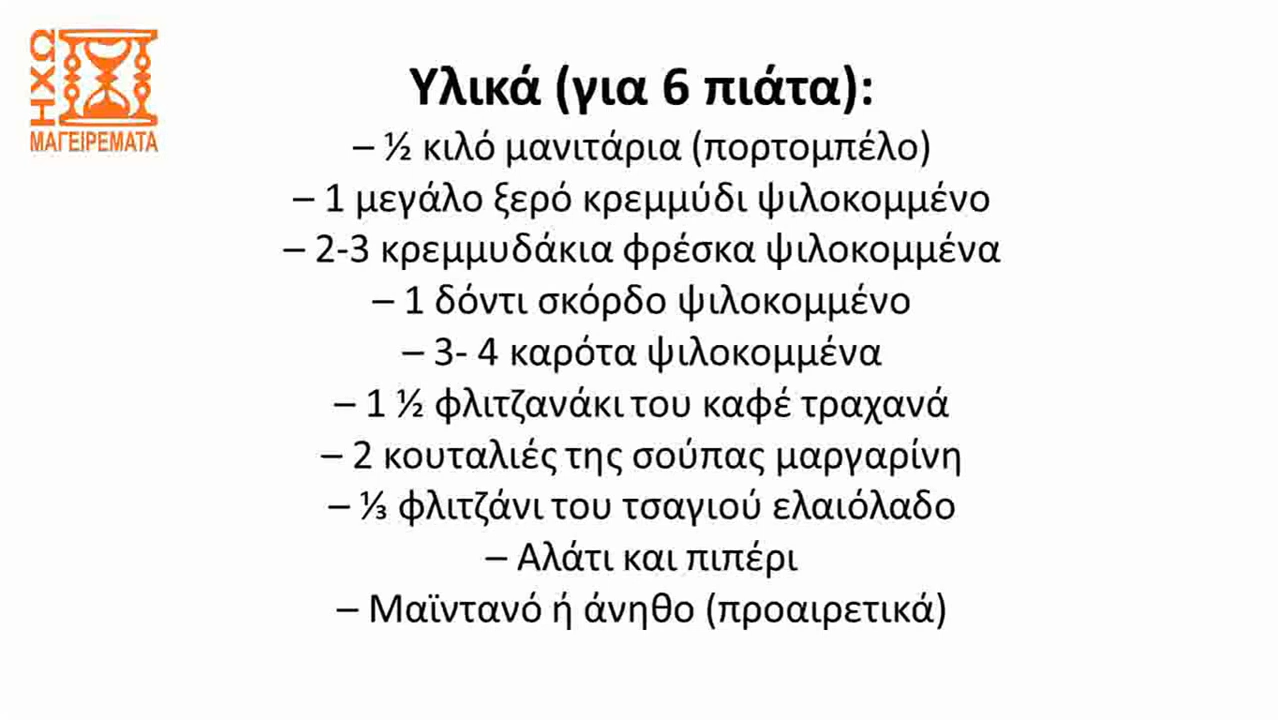 ΗΧΩ
ΜΑΓΕΙΡΕΜΑΤΑ
Υλικά (για 6 πιάτα):
– ½ κιλό μανιτάρια (πορτομπέλο)
– 1 μεγάλο ξερό κρεμμύδι ψιλοκομμένο
– 2-3 κρεμμυδάκια φρέσκα ψιλοκομμένα
– 1 δόντι σκόρδο ψιλοκομμένο
– 3- 4 καρότα ψιλοκομμένα
– 1 ½ φλιτζανάκι του καφέ τραχανά
– 2 κουταλιές της σούπας μαργαρίνη
– ⅓ φλιτζάνι του τσαγιού ελαιόλαδο
– Αλάτι και πιπέρι
– Μαϊντανό ή άνηθο (προαιρετικά)